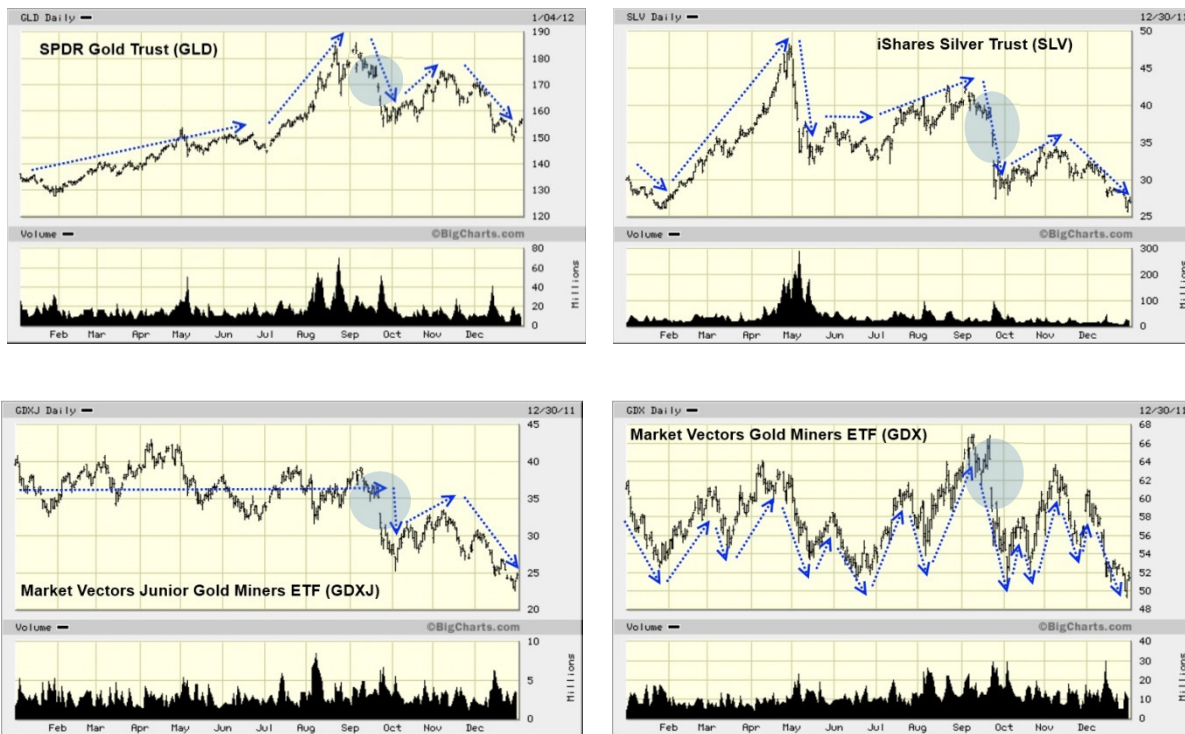 GLD Daily
1/04/12
SPDR Gold Trust (GLD)
190
180
170
160
150
140
130
120
Volume
©BigCharts.com
80
60
40
20
0
Millions
Feb Mar Apr May Jun Jul Aug Sep Oct Nov Dec
SLV Daily
12/30/11
iShares Silver Trust (SLV)
50
45
40
35
30
25
Volume
©BigCharts.com
300
200
100
0
Millions
Feb Mar Apr May Jun Jul Aug Sep Oct Nov Dec
GDXJ Daily
12/30/11
45
40
35
30
25
20
Market Vectors Junior Gold Miners ETF (GDXJ)
Volume
©BigCharts.com
10
5
0
Millions
Feb Mar Apr May Jun Jul Aug Sep Oct Nov Dec
GDX Daily
12/30/11
Market Vectors Gold Miners ETF (GDX)
68
66
64
62
60
58
56
54
52
50
48
Volume
©BigCharts.com
40
30
20
10
0
Millions
Feb Mar Apr May Jun Jul Aug Sep Oct Nov Dec